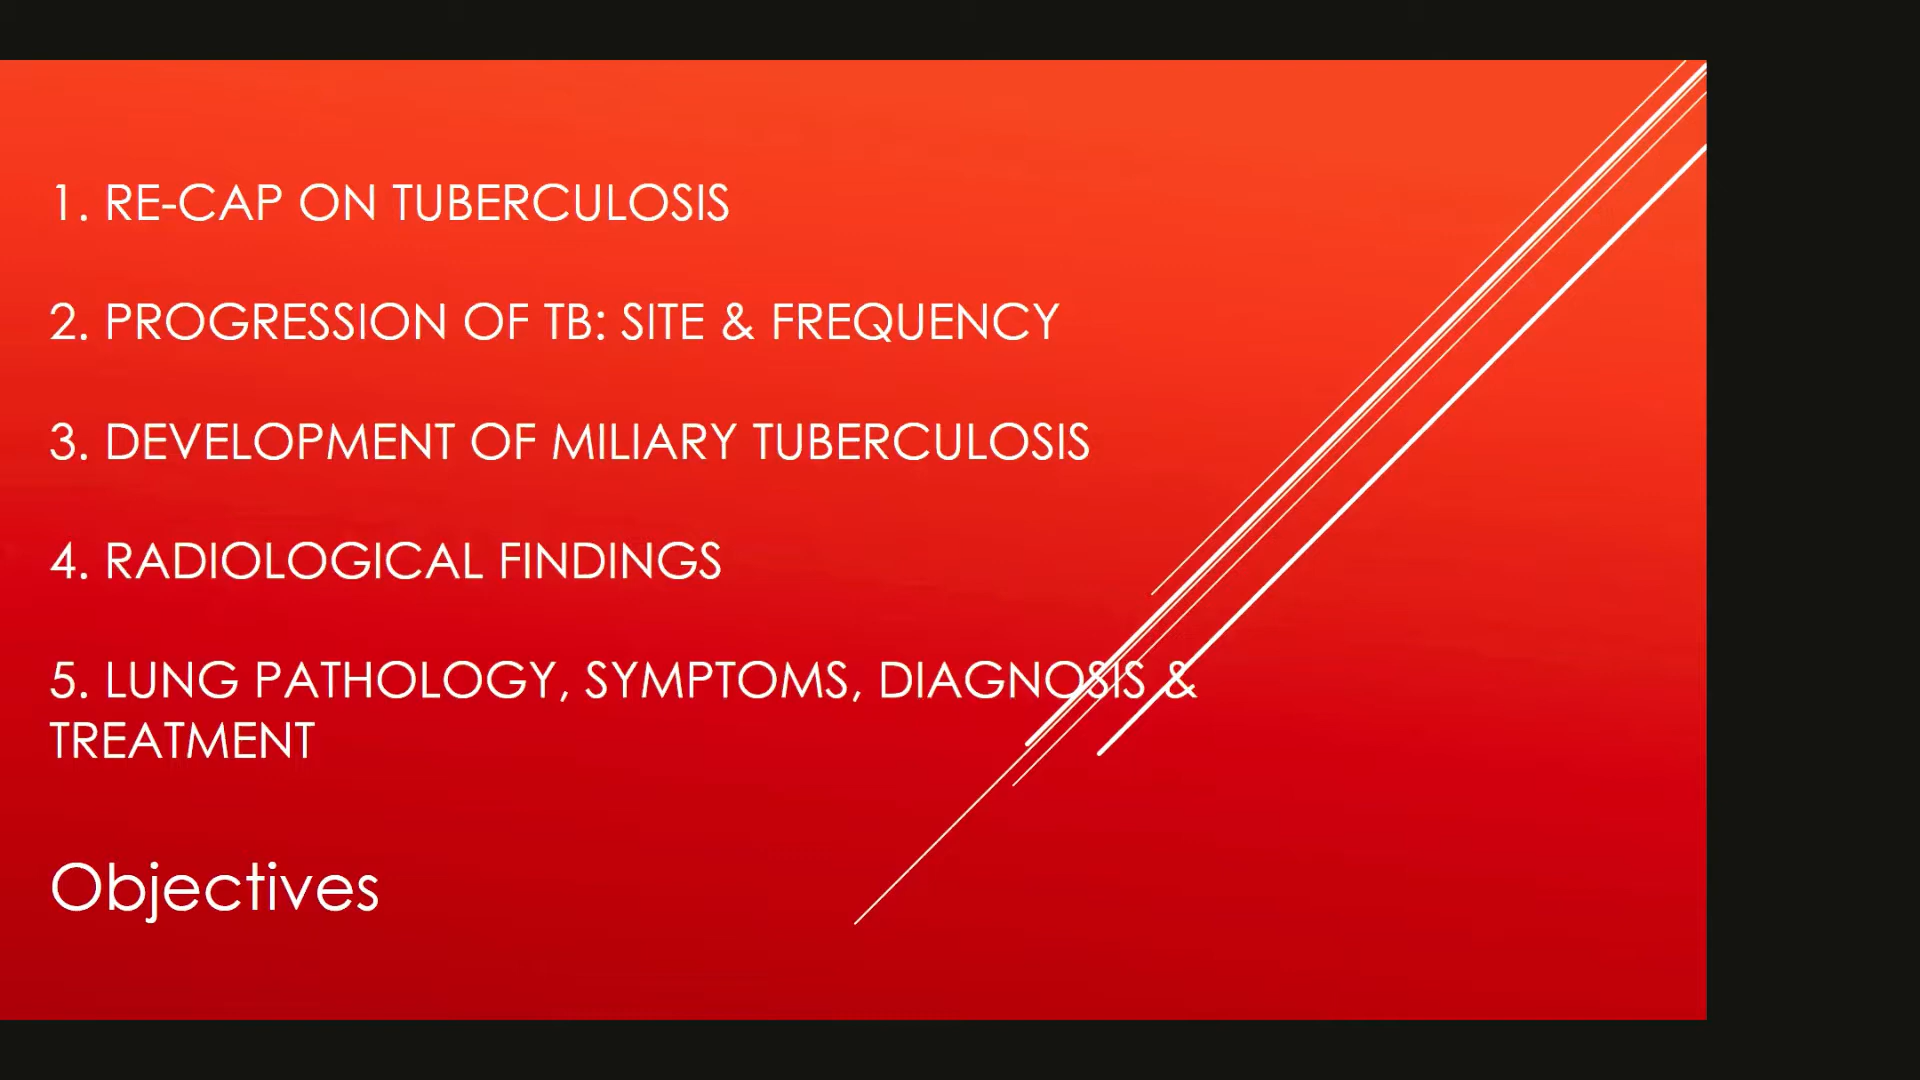 1. RE-CAP ON TUBERCULOSIS
2. PROGRESSION OF TB: SITE & FREQUENCY
3. DEVELOPMENT OF MILIARY TUBERCULOSIS
4. RADIOLOGICAL FINDINGS
5. LUNG PATHOLOGY, SYMPTOMS, DIAGNOSIS &
TREATMENT
Objectives